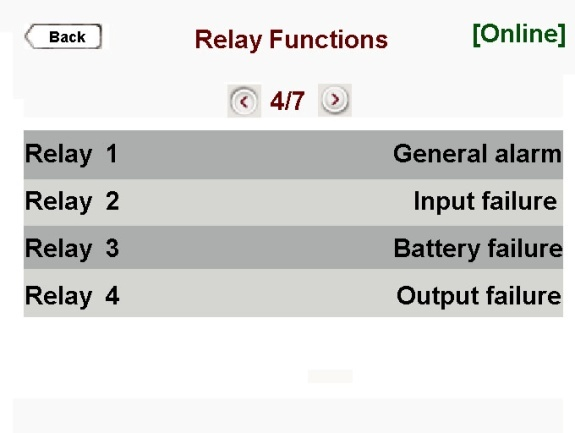 Back Relay Functions [Online]
4/7
Relay 1 General alarm
Relay 2 Input failure
Relay 3 Battery failure
Relay 4 Output failure